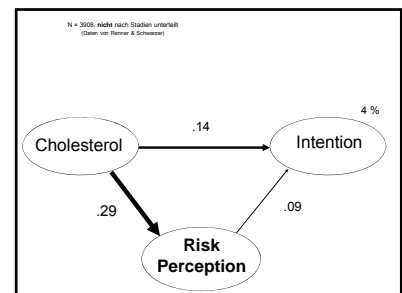 N = 3908, nicht nach Stadien unterteilt
(Daten von Renner & Schwarzer)
4 %
.14
Cholesterol
Intention
.29
.09
Risk
Perception